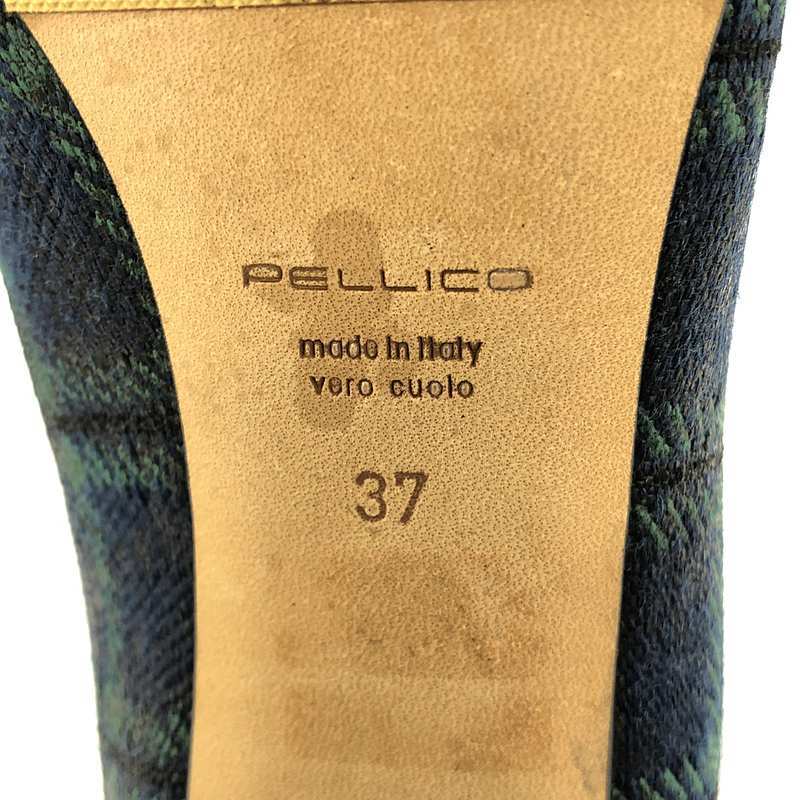 PELLICO
made in Italy
vero cuoio
37